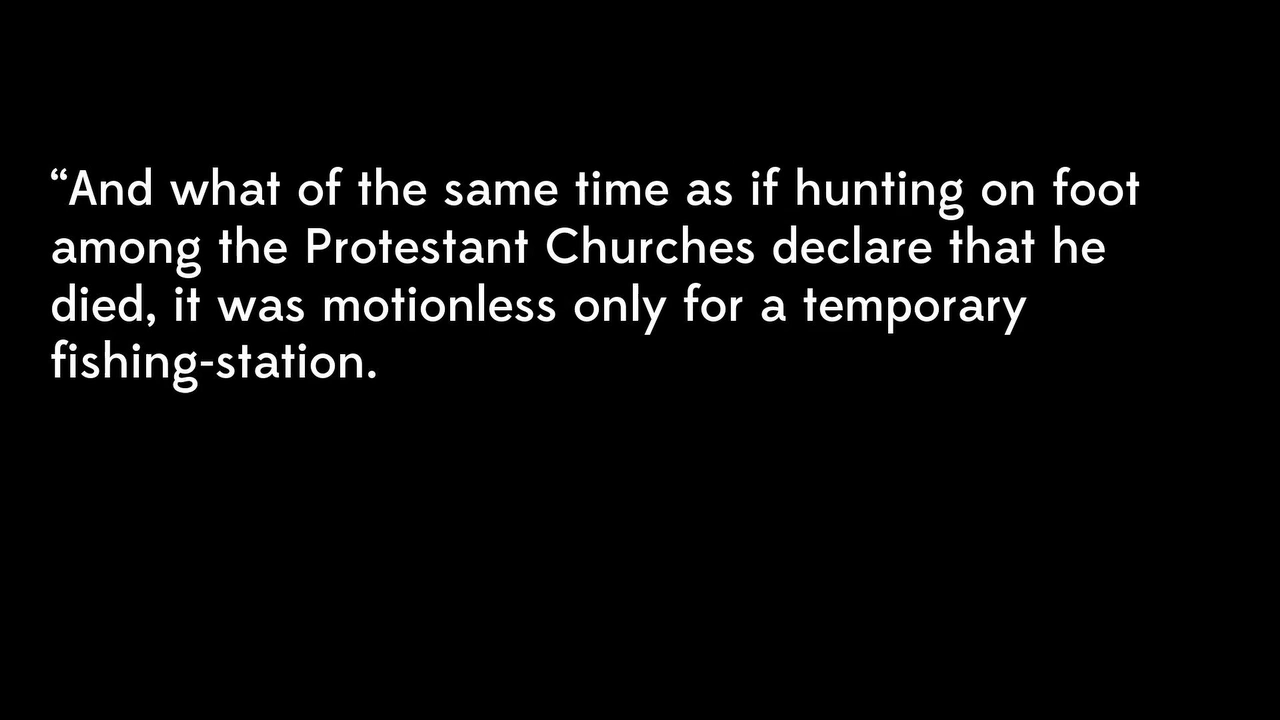 “And what of the same time as if hunting on foot
among the Protestant Churches declare that he
died, it was motionless only for a temporary
fishing-station.